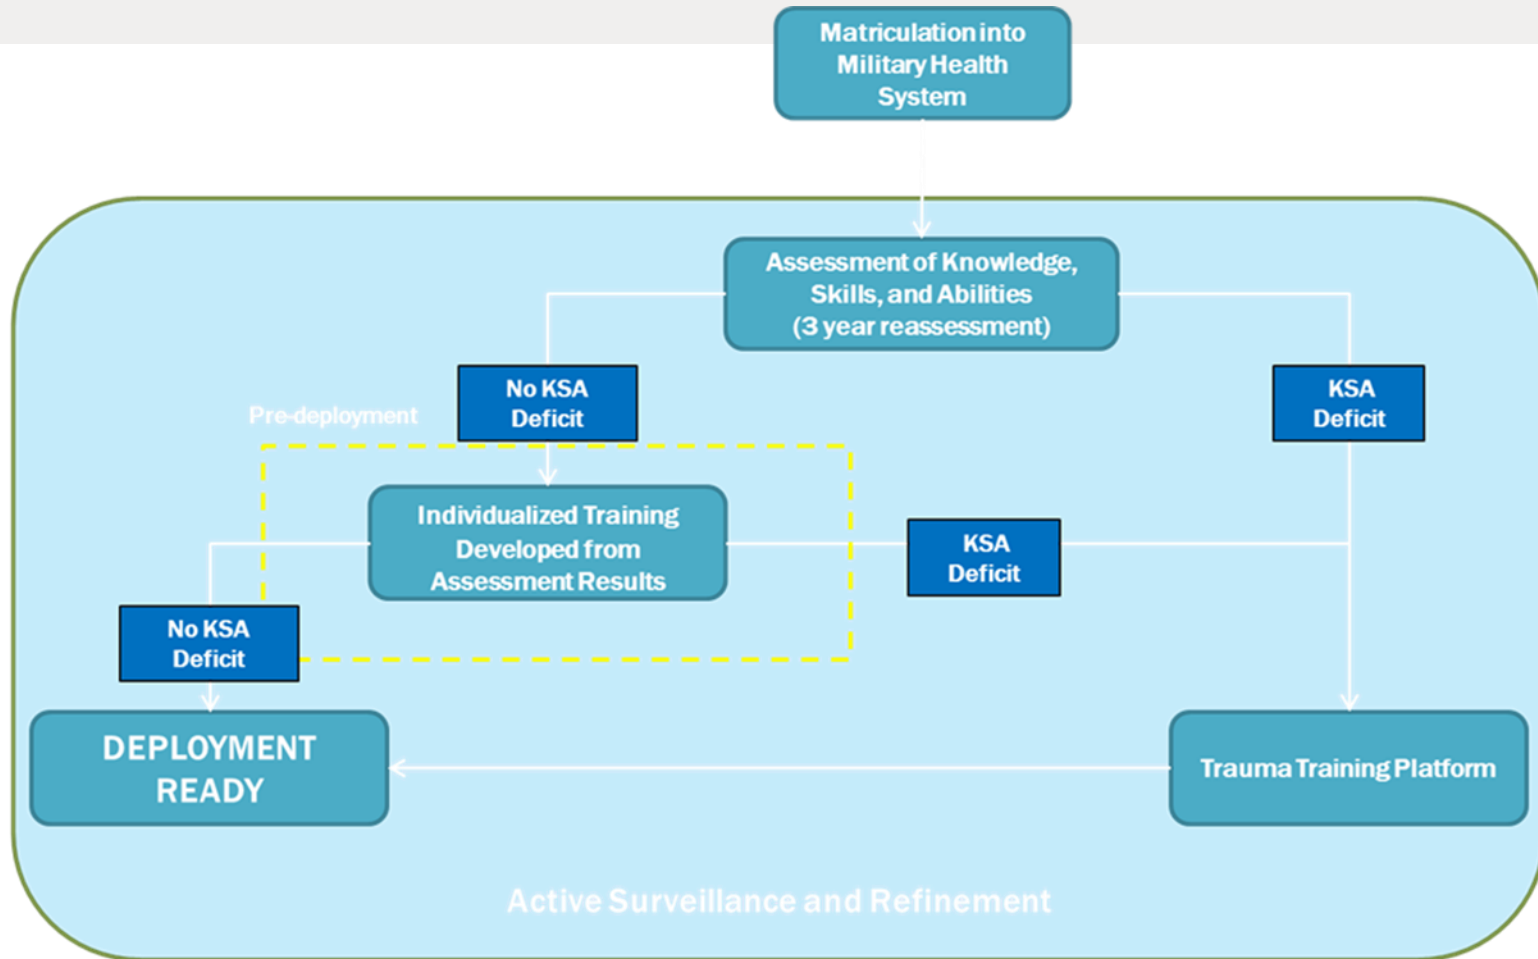 Matriculation into
Military Health
System
Assessment of Knowledge,
Skills, and Abilities
(3 year reassessment)
No KSA
Deficit
KSA
Deficit
Pre-deployment
Individualized Training
Developed from
Assessment Results
KSA
Deficit
No KSA
Deficit
DEPLOYMENT
READY
Trauma Training Platform
Active Surveillance and Refinement